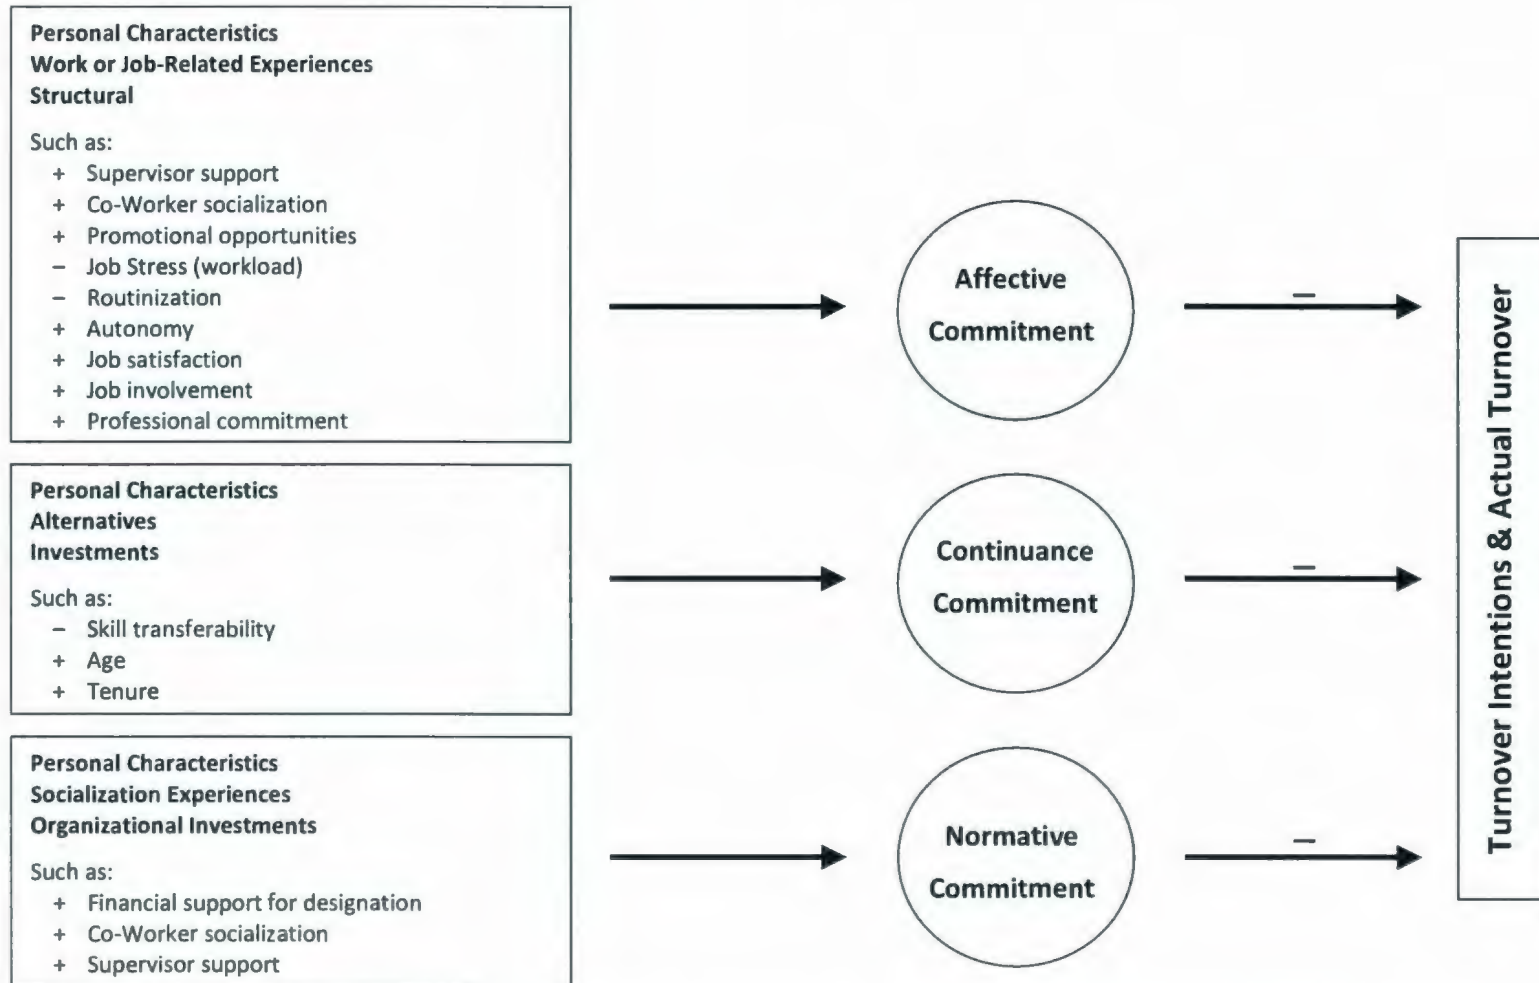 Personal Characteristics
Work or Job-Related Experiences
Structural
Such as:
+ Supervisor support
+ Co-Worker socialization
+ Promotional opportunities
– Job Stress (workload)
– Routinization
+ Autonomy
+ Job satisfaction
+ Job involvement
+ Professional commitment
Affective
Commitment
–
Personal Characteristics
Alternatives
Investments
Such as:
– Skill transferability
+ Age
+ Tenure
Continuance
Commitment
–
Personal Characteristics
Socialization Experiences
Organizational Investments
Such as:
+ Financial support for designation
+ Co-Worker socialization
+ Supervisor support
Normative
Commitment
–
Turnover Intentions & Actual Turnover